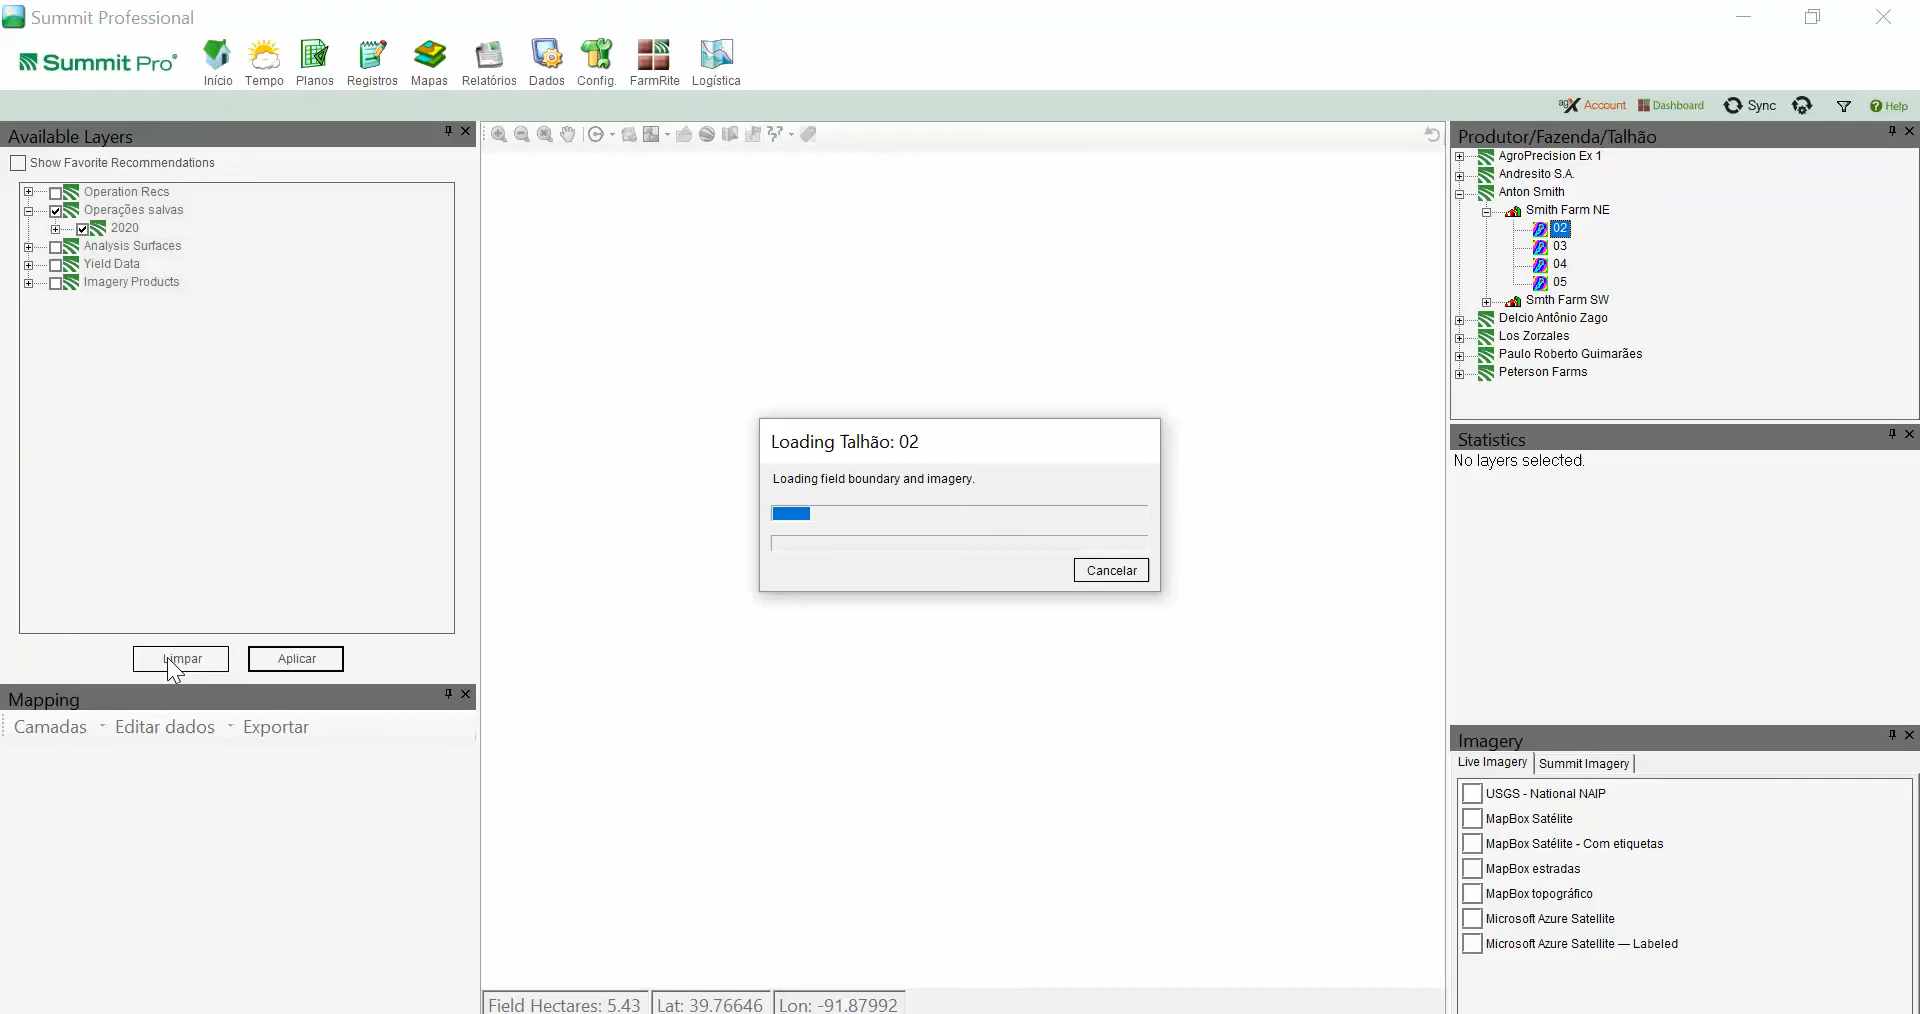 Summit Professional
Summit Pro
Início Tempo Planos Registros Mapas Relatórios Dados Config. FarmRite Logística
agX Account Dashboard Sync Help
Available Layers
Show Favorite Recommendations
Operation Recs
Operações salvas
2020
Analysis Surfaces
Yield Data
Imagery Products
Limpar Aplicar
Mapping
Camadas Editar dados Exportar
Loading Talhão: 02
Loading field boundary and imagery.
Cancelar
Field Hectares: 5.43 Lat: 39.76646 Lon: -91.87992
Produtor/Fazenda/Talhão
AgroPrecision Ex 1
Andresito S.A.
Anton Smith
Smith Farm NE
02
03
04
05
Smth Farm SW
Delcio Antônio Zago
Los Zorzales
Paulo Roberto Guimarães
Peterson Farms
Statistics
No layers selected.
Imagery
Live Imagery Summit Imagery
USGS - National NAIP
MapBox Satélite
MapBox Satélite - Com etiquetas
MapBox estradas
MapBox topográfico
Microsoft Azure Satellite
Microsoft Azure Satellite — Labeled